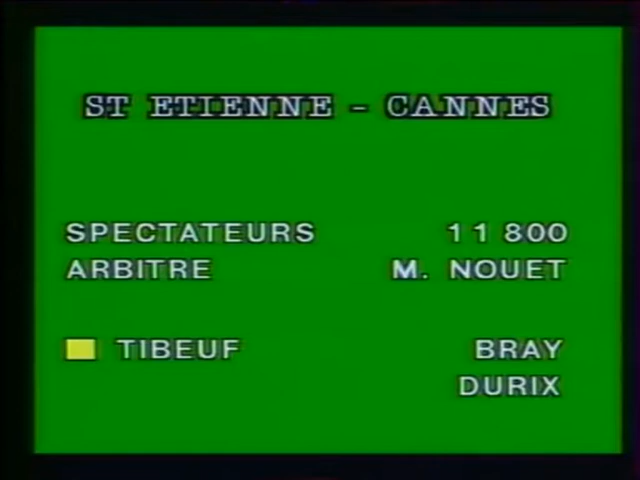 ST ETIENNE - CANNES
SPECTATEURS 11 800
ARBITRE M. NOUET
TIBEUF BRAY
DURIX